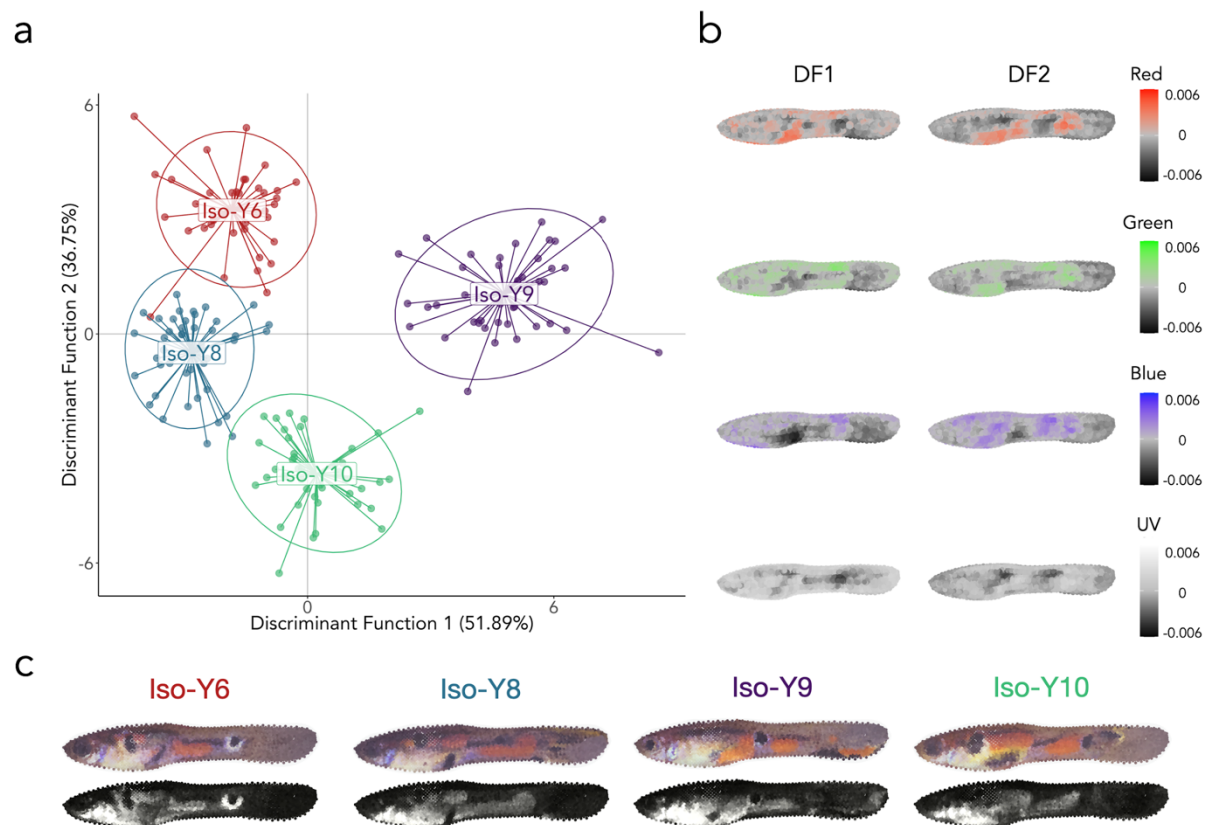 a
6
0
-6
Discriminant Function 2 (36.75%)
Iso-Y6
Iso-Y9
Iso-Y8
Iso-Y10
0
6
Discriminant Function 1 (51.89%)
b
DF1
DF2
Red
0.006
0
-0.006
Green
0.006
0
-0.006
Blue
0.006
0
-0.006
UV
0.006
0
-0.006
c
Iso-Y6
Iso-Y8
Iso-Y9
Iso-Y10